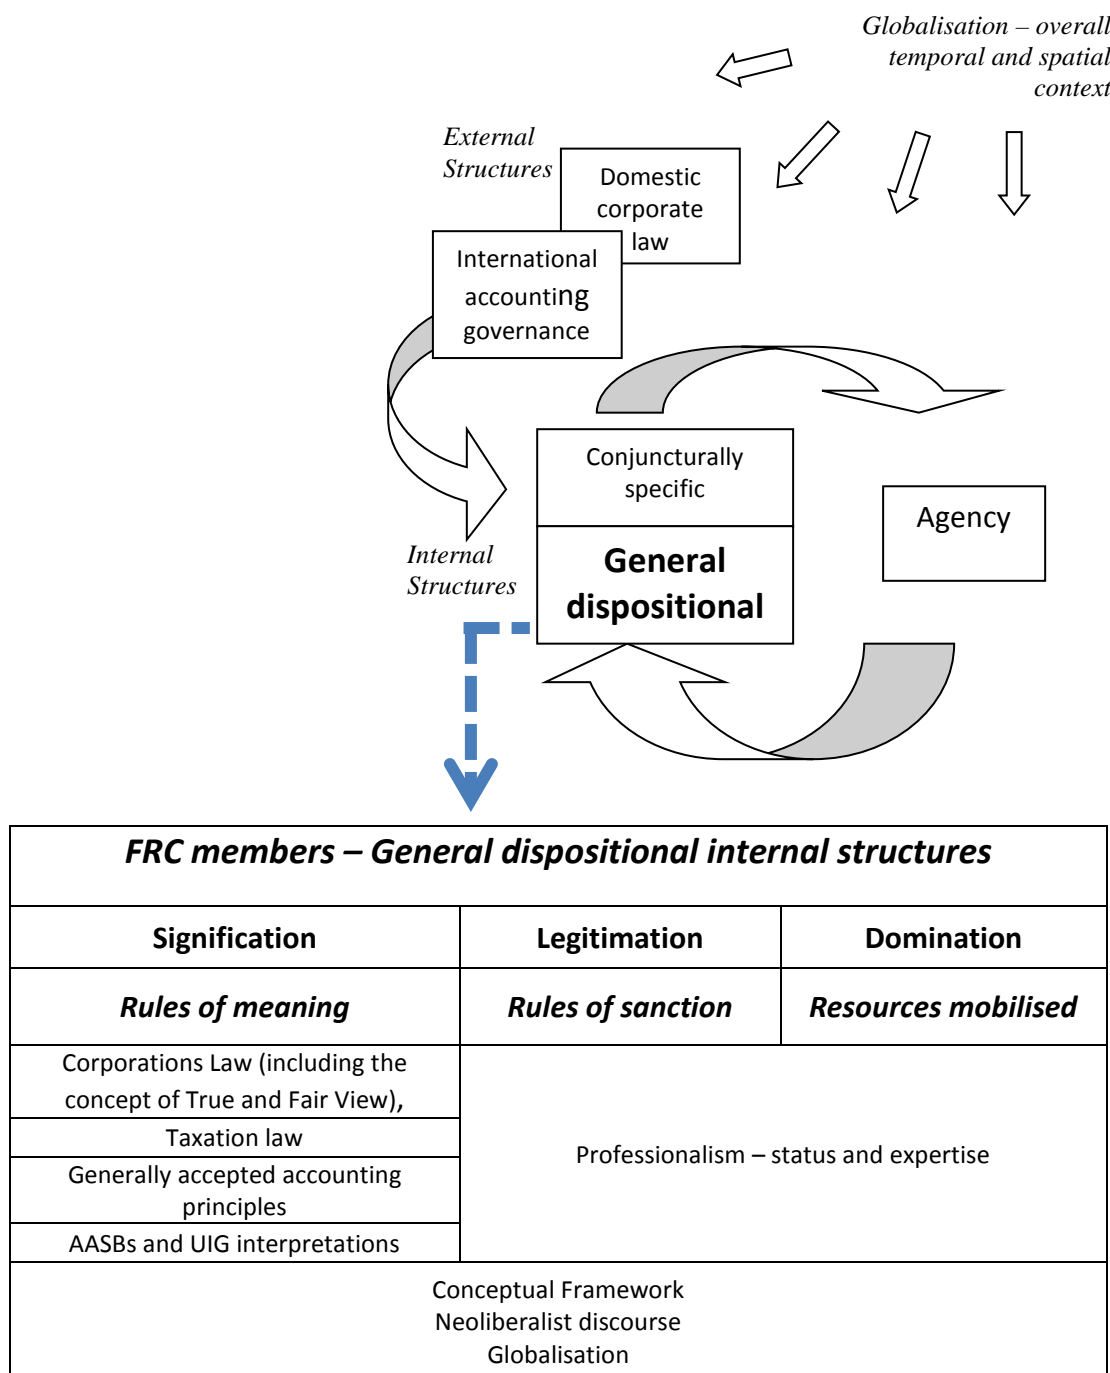 Globalisation – overall
temporal and spatial
context
External
Structures
Domestic
corporate
law
International
accounting
governance
Conjuncturally
specific
General
dispositional
Agency
Internal
Structures
FRC members – General dispositional internal structures
Signification
Legitimation
Domination
Rules of meaning
Rules of sanction
Resources mobilised
Corporations Law (including the
concept of True and Fair View),
Taxation law
Generally accepted accounting
principles
AASBs and UIG interpretations
Professionalism – status and expertise
Conceptual Framework
Neoliberalist discourse
Globalisation